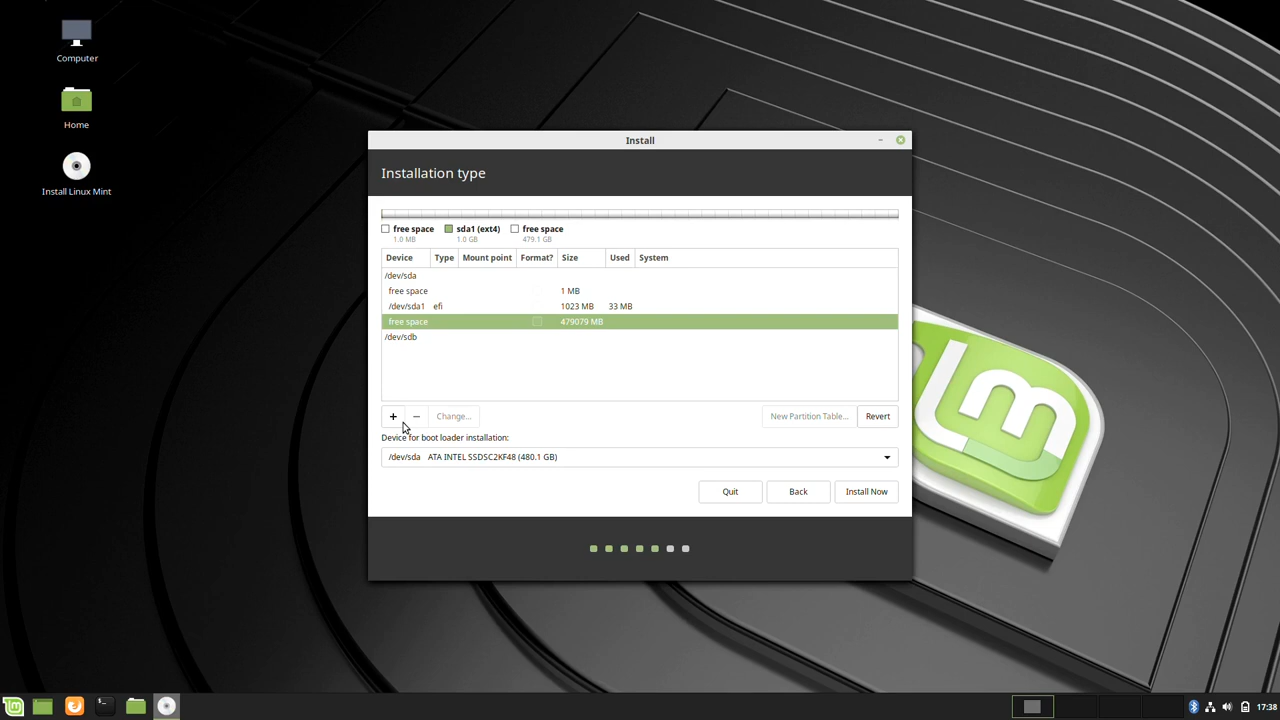 Computer
Home
Install Linux Mint
Install
Installation type
free space sda1 (ext4) free space
1.0 MB 1.0 GB 479.1 GB
Device Type Mount point Format? Size Used System
/dev/sda
free space 1 MB
/dev/sda1 efi 1023 MB 33 MB
free space 479079 MB
/dev/sdb
+ − Change... New Partition Table... Revert
Device for boot loader installation:
/dev/sda ATA INTEL SSDSC2KF48 (480.1 GB)
Quit Back Install Now
17:38